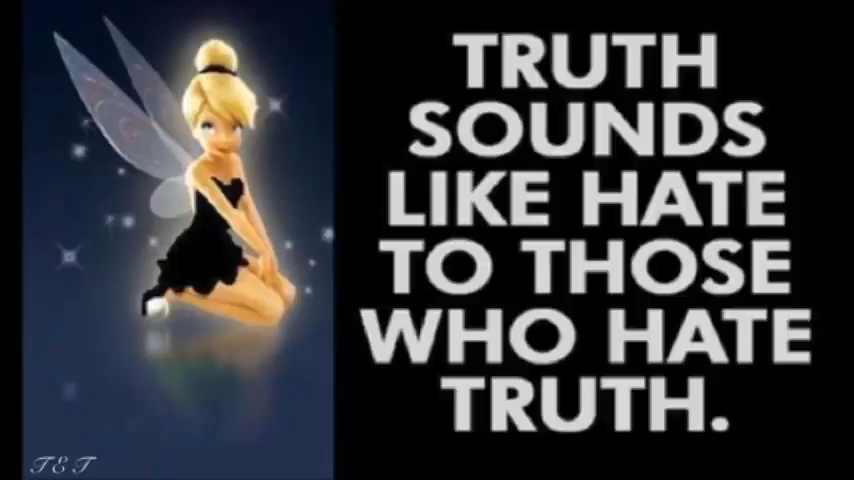 TRUTH
SOUNDS
LIKE HATE
TO THOSE
WHO HATE
TRUTH.
T&T